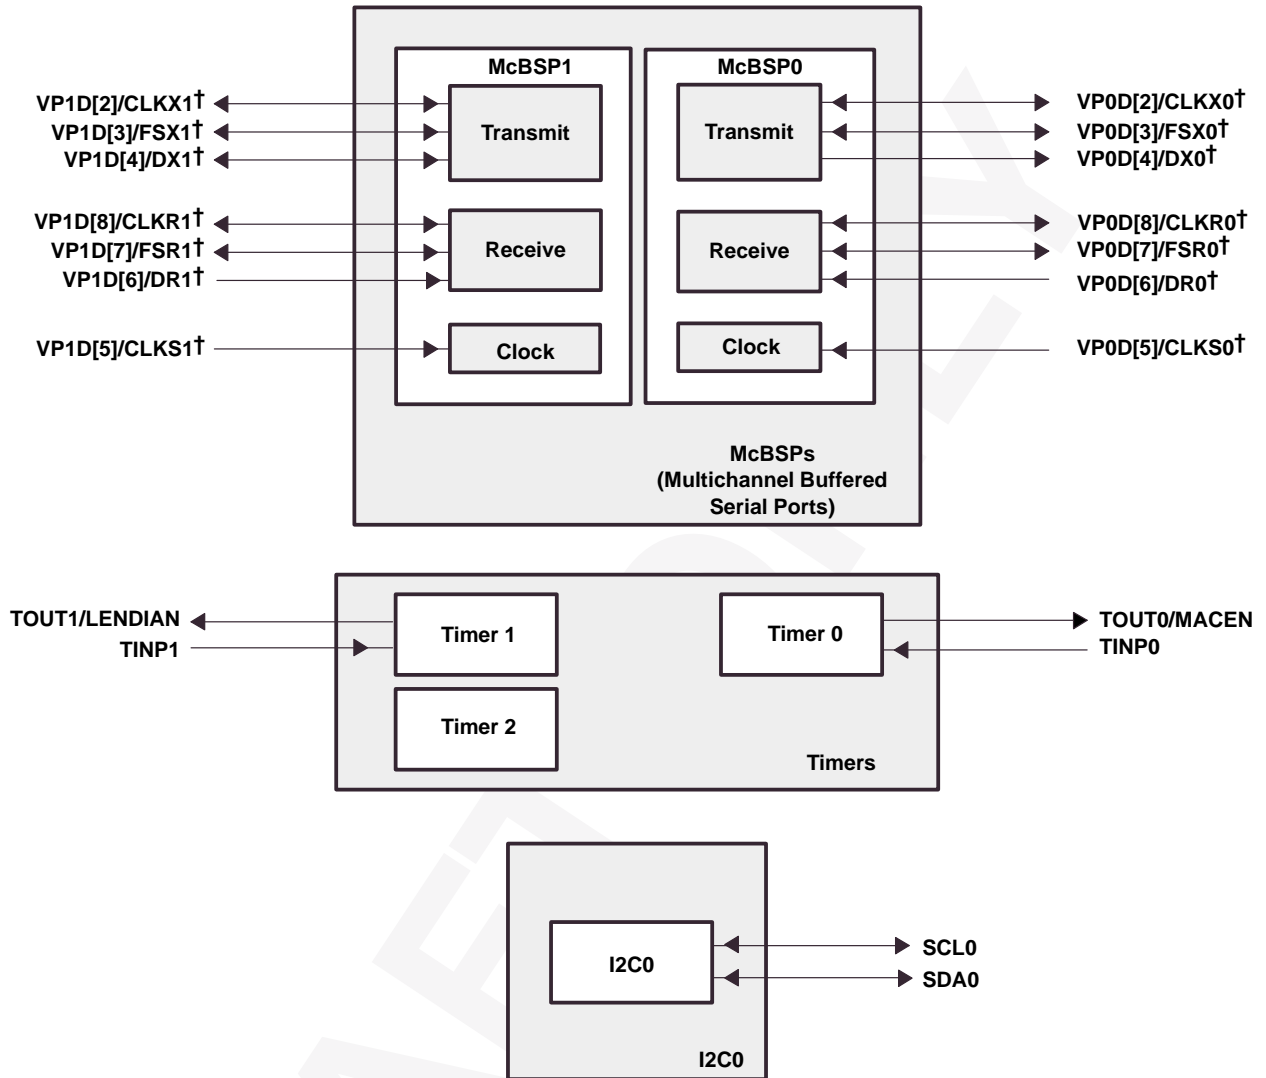 McBSP1
McBSP0
VP1D[2]/CLKX1†
VP1D[3]/FSX1†
VP1D[4]/DX1†
Transmit
Transmit
VP0D[2]/CLKX0†
VP0D[3]/FSX0†
VP0D[4]/DX0†
VP1D[8]/CLKR1†
VP1D[7]/FSR1†
VP1D[6]/DR1†
Receive
Receive
VP0D[8]/CLKR0†
VP0D[7]/FSR0†
VP0D[6]/DR0†
VP1D[5]/CLKS1†
Clock
Clock
VP0D[5]/CLKS0†
McBSPs
(Multichannel Buffered
Serial Ports)
TOUT1/LENDIAN
TINP1
Timer 1
Timer 0
TOUT0/MACEN
TINP0
Timer 2
Timers
I2C0
SCL0
SDA0
I2C0